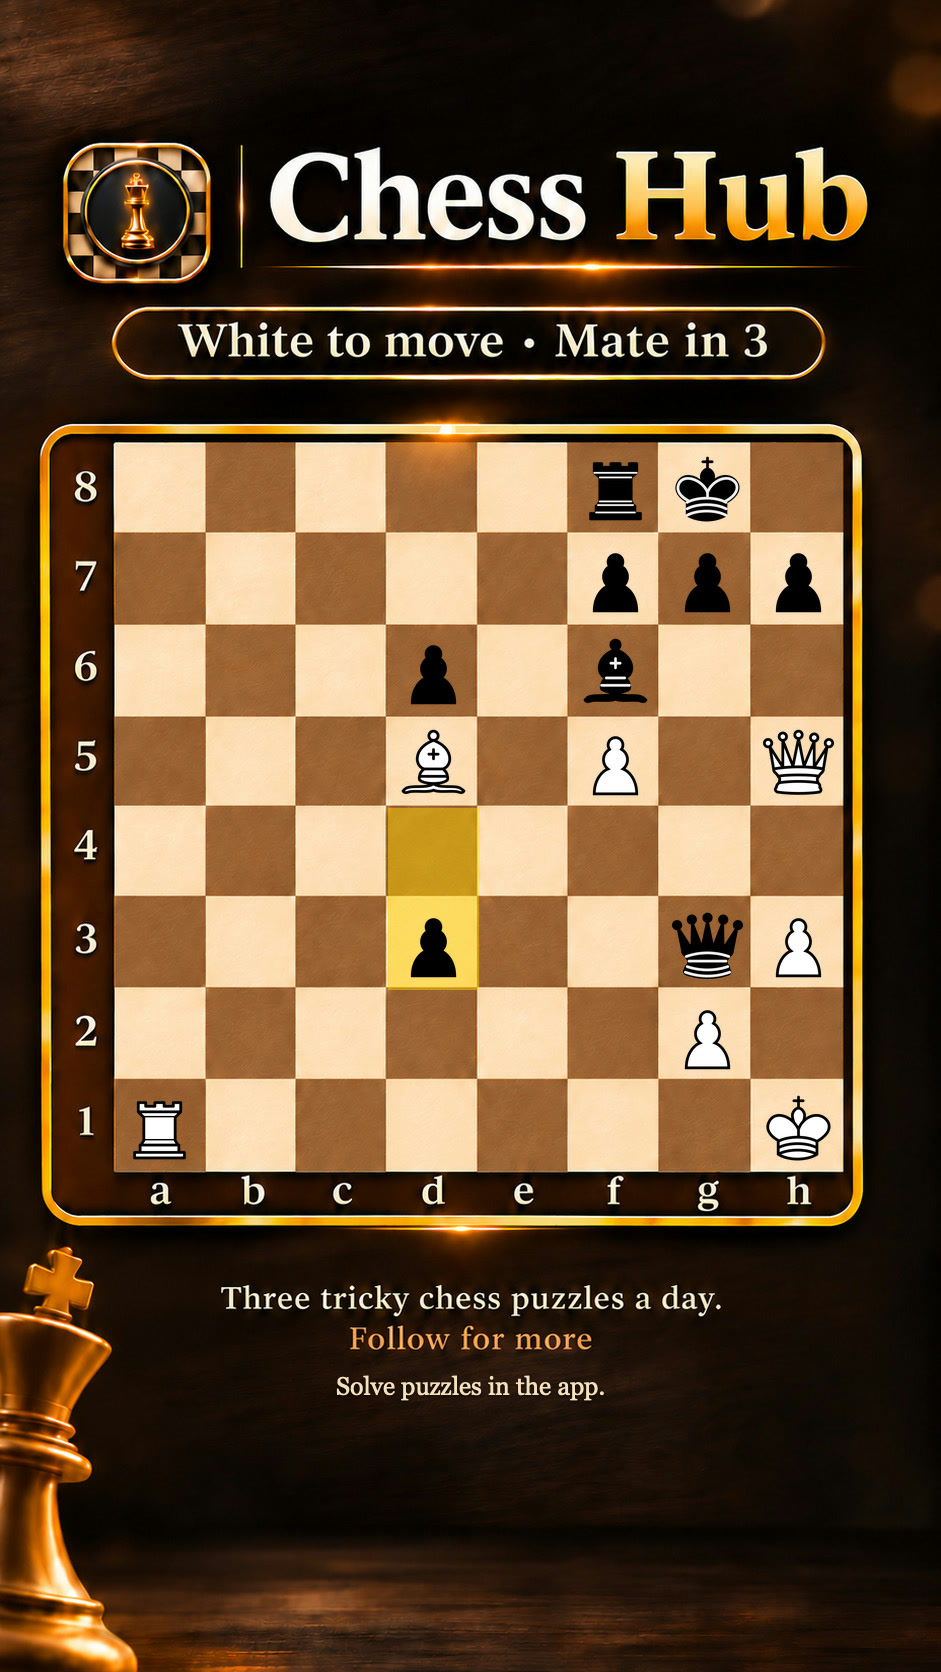 Chess Hub
White to move • Mate in 3
8
7
6
5
4
3
2
1
a b c d e f g h
Three tricky chess puzzles a day.
Follow for more
Solve puzzles in the app.